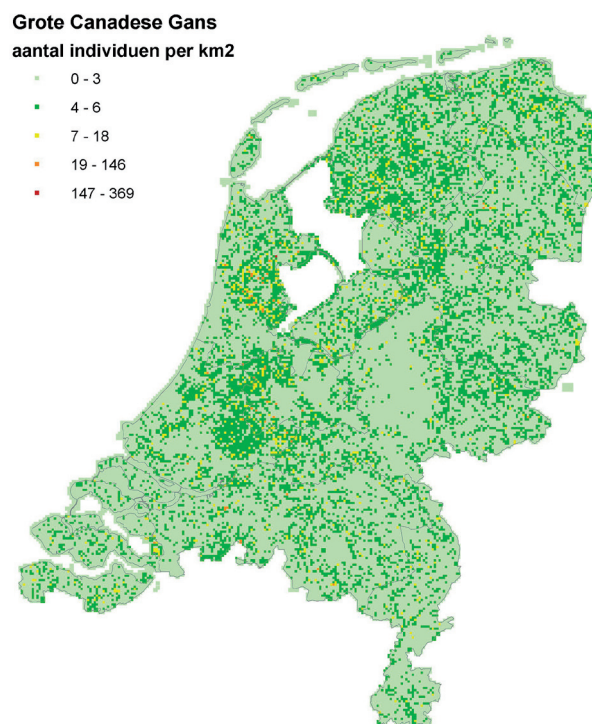 Grote Canadese Gans
aantal individuen per km2
0 - 3
4 - 6
7 - 18
19 - 146
147 - 369